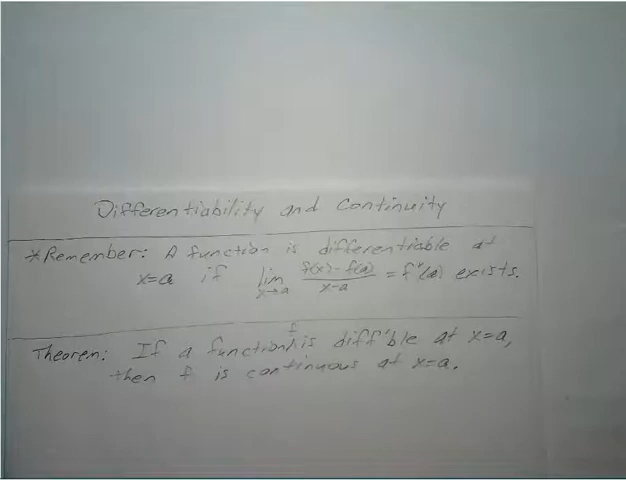 Differentiability and Continuity
*Remember: A function is differentiable at
x=a if lim x→a (f(x)-f(a))/(x-a) = f'(a) exists.
Theorem: If a function f is diff'ble at x=a,
then f is continuous at x=a.